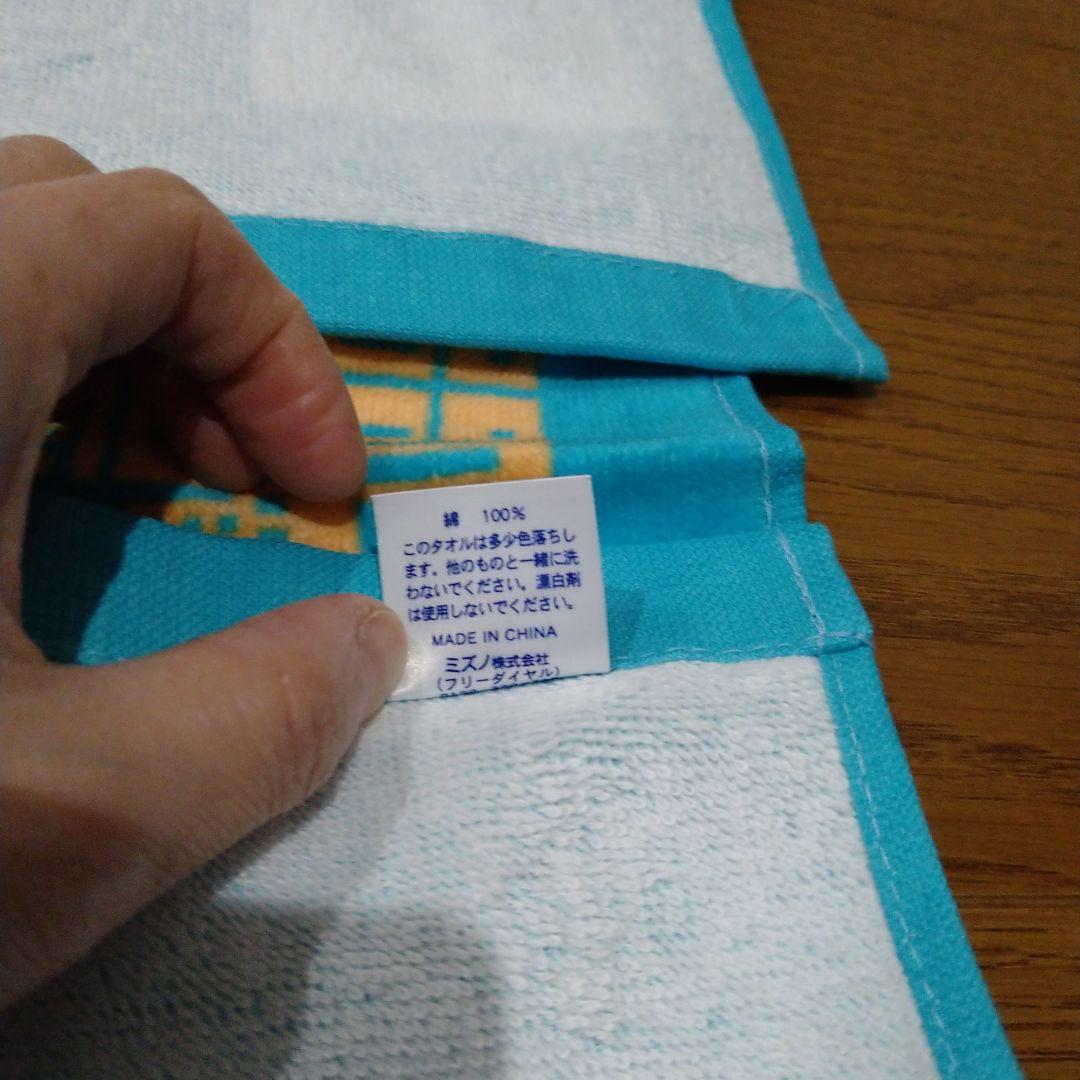 綿 100%
このタオルは多少色落ちし
ます。他のものと一緒に洗
わないでください。漂白剤
は使用しないでください。
MADE IN CHINA
ミズノ株式会社
(フリーダイヤル)